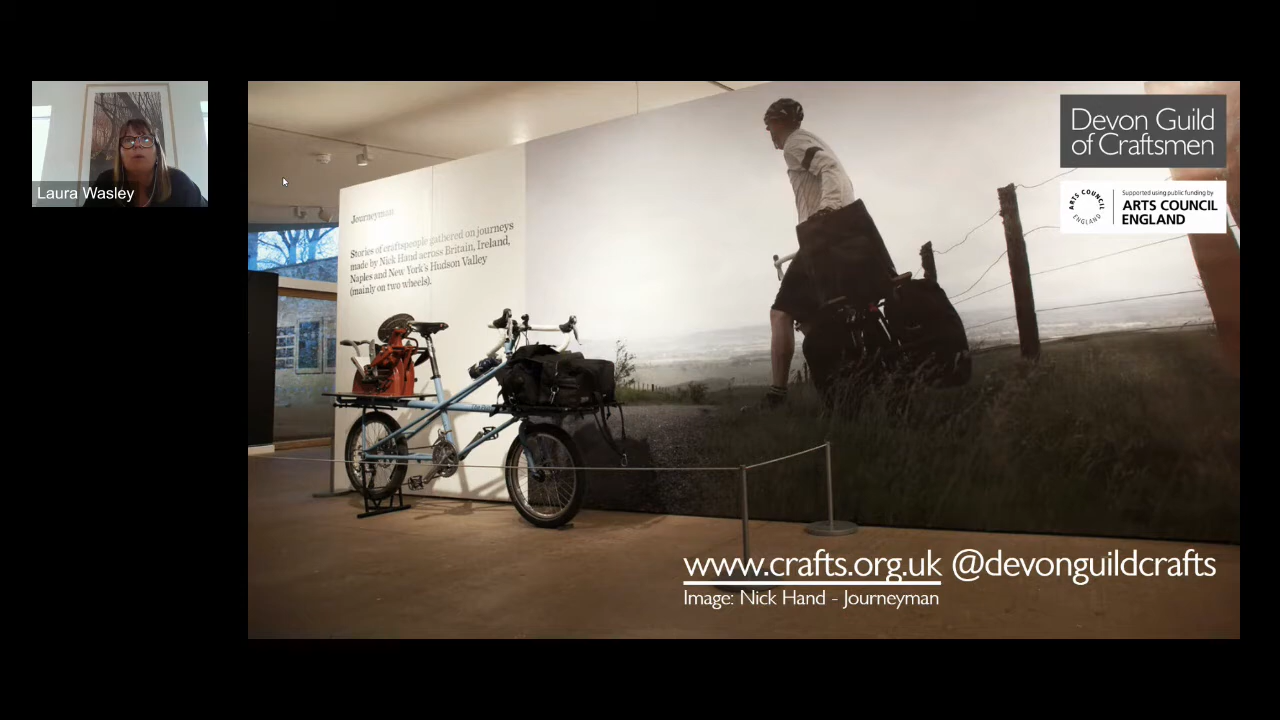 Laura Wasley
Devon Guild
of Craftsmen
ARTS COUNCIL
Supported using public funding by
ARTS COUNCIL
ENGLAND
Journeyman
Stories of craftspeople gathered on journeys
made by Nick Hand across Britain, Ireland,
Naples and New York's Hudson Valley
(mainly on two wheels).
www.crafts.org.uk @devonguildcrafts
Image: Nick Hand - Journeyman